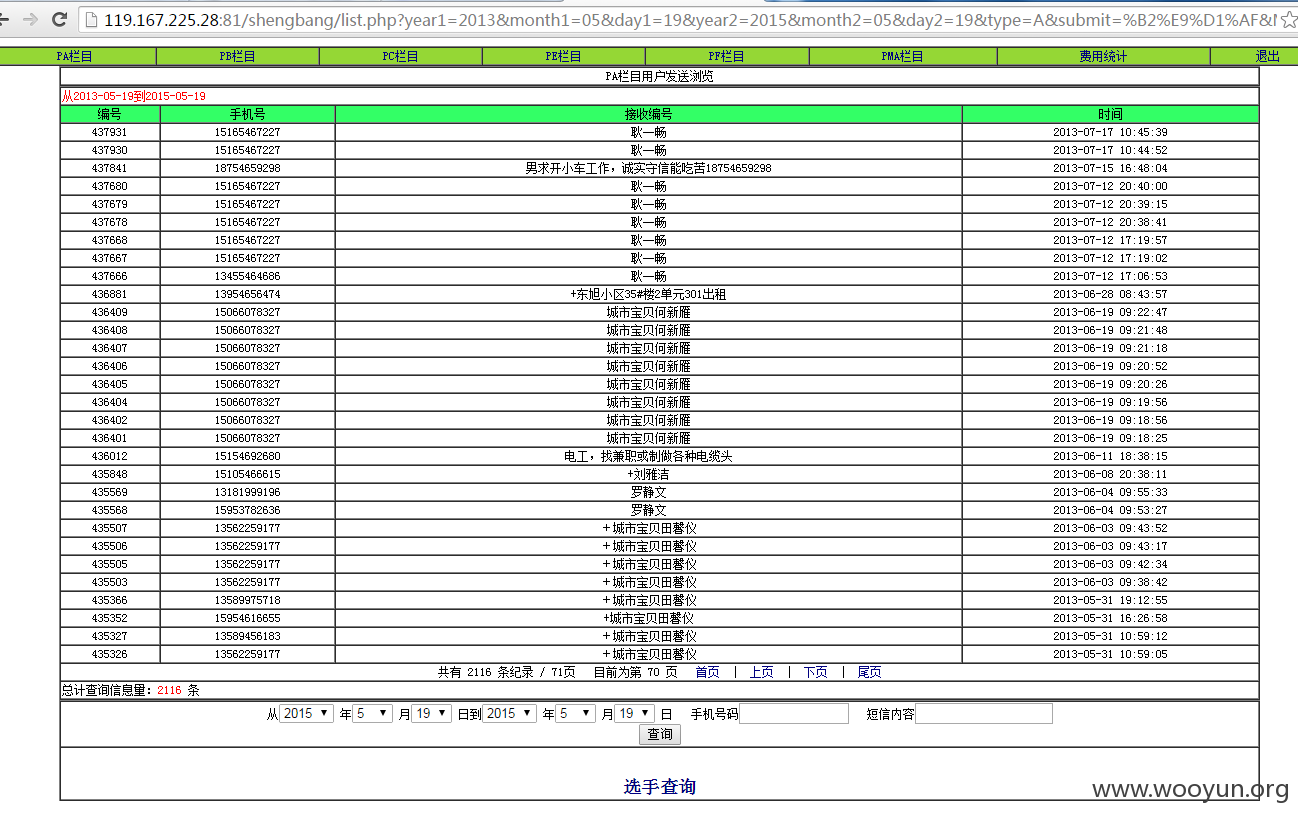 119.167.225.28:81/shengbang/list.php?year1=2013&month1=05&day1=19&year2=2015&month2=05&day2=19&type=A&submit=%B2%E9%D1%AF&
PA栏目 PB栏目 PC栏目 PE栏目 PF栏目 PMA栏目 费用统计 退出
PA栏目用户发送浏览
从2013-05-19到2015-05-19
编号 手机号 接收编号 时间
437931 15165467227 耿一畅 2013-07-17 10:45:39
437930 15165467227 耿一畅 2013-07-17 10:44:52
437841 18754659298 男求开小车工作，诚实守信能吃苦18754659298 2013-07-15 16:48:04
437680 15165467227 耿一畅 2013-07-12 20:40:00
437679 15165467227 耿一畅 2013-07-12 20:39:15
437678 15165467227 耿一畅 2013-07-12 20:38:41
437668 15165467227 耿一畅 2013-07-12 17:19:57
437667 15165467227 耿一畅 2013-07-12 17:19:02
437666 13455464686 耿一畅 2013-07-12 17:06:53
436881 13954656474 +东旭小区35#楼2单元301出租 2013-06-28 08:43:57
436409 15066078327 城市宝贝何新雁 2013-06-19 09:22:47
436408 15066078327 城市宝贝何新雁 2013-06-19 09:21:48
436407 15066078327 城市宝贝何新雁 2013-06-19 09:21:18
436406 15066078327 城市宝贝何新雁 2013-06-19 09:20:52
436405 15066078327 城市宝贝何新雁 2013-06-19 09:20:26
436404 15066078327 城市宝贝何新雁 2013-06-19 09:19:56
436402 15066078327 城市宝贝何新雁 2013-06-19 09:18:56
436401 15066078327 城市宝贝何新雁 2013-06-19 09:18:25
436012 15154692680 电工，找兼职或制做各种电缆头 2013-06-11 18:38:15
435848 15105466615 +刘雅洁 2013-06-08 20:38:11
435569 13181999196 罗静文 2013-06-04 09:55:33
435568 15953782636 罗静文 2013-06-04 09:53:27
435507 13562259177 ＋城市宝贝田馨仪 2013-06-03 09:43:52
435506 13562259177 ＋城市宝贝田馨仪 2013-06-03 09:43:17
435505 13562259177 ＋城市宝贝田馨仪 2013-06-03 09:42:34
435503 13562259177 ＋城市宝贝田馨仪 2013-06-03 09:38:42
435366 13589975718 ＋城市宝贝田馨仪 2013-05-31 19:12:55
435352 15954616655 +城市宝贝田馨仪 2013-05-31 16:26:58
435327 13589456183 ＋城市宝贝田馨仪 2013-05-31 10:59:12
435326 13562259177 ＋城市宝贝田馨仪 2013-05-31 10:59:05
共有 2116 条纪录 / 71页 目前为第 70 页 首页 | 上页 | 下页 | 尾页
总计查询信息量：2116 条
从 2015 年 5 月 19 日到 2015 年 5 月 19 日 手机号码 短信内容
查询
选手查询
www.wooyun.org